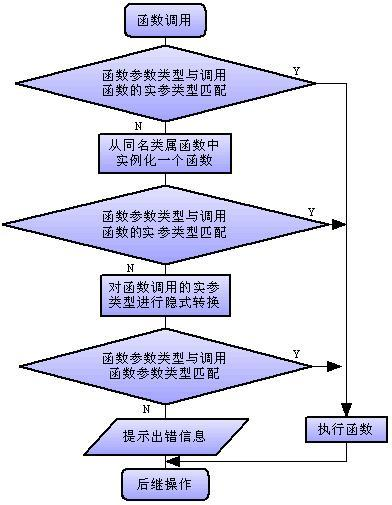 函数调用
函数参数类型与调用
函数的实参类型匹配
Y
N
从同名类属函数中
实例化一个函数
函数参数类型与调用
函数的实参类型匹配
Y
N
对函数调用的实参
类型进行隐式转换
函数参数类型与调用
函数参数类型匹配
Y
N
提示出错信息
执行函数
后继操作